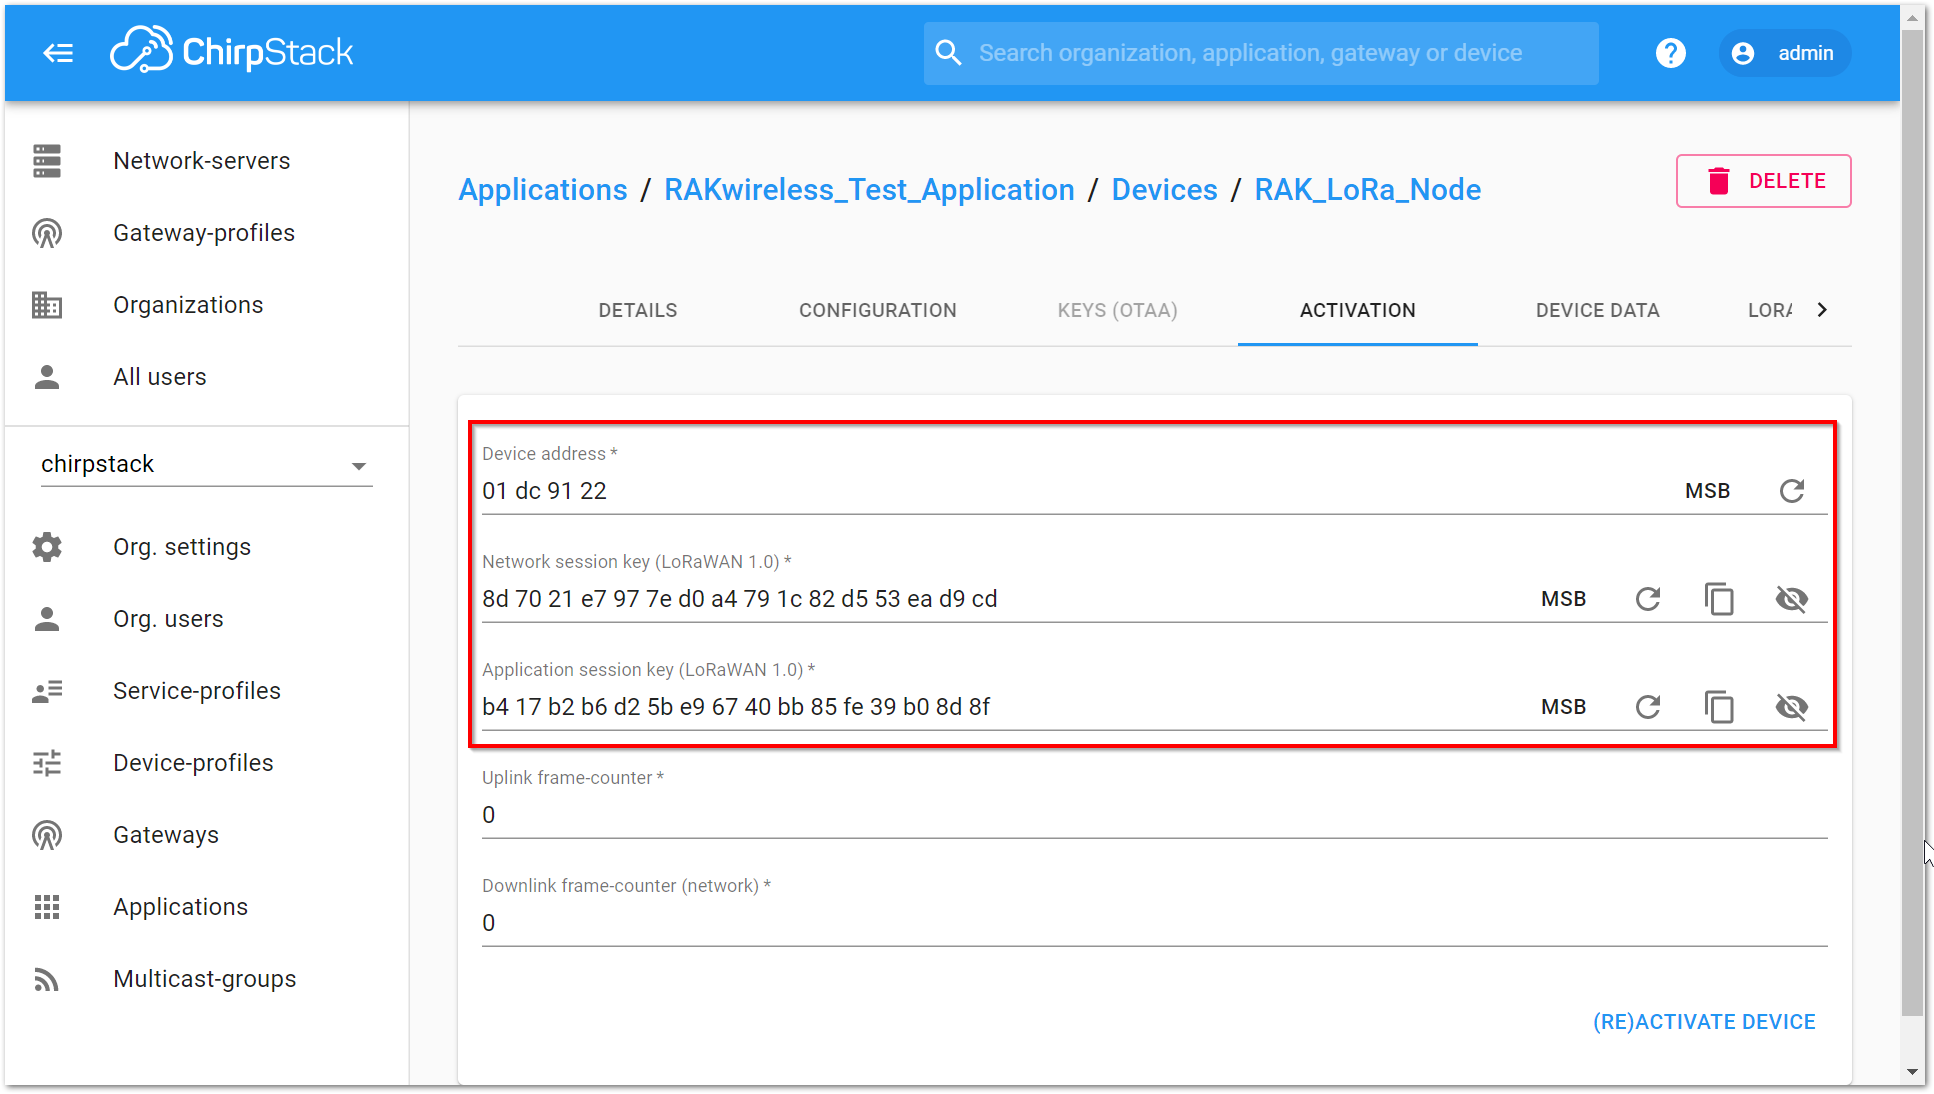 ChirpStack
Search organization, application, gateway or device
?
admin
Network-servers
Gateway-profiles
Organizations
All users
chirpstack
Org. settings
Org. users
Service-profiles
Device-profiles
Gateways
Applications
Multicast-groups
Applications / RAKwireless_Test_Application / Devices / RAK_LoRa_Node
DELETE
DETAILS CONFIGURATION KEYS (OTAA) ACTIVATION DEVICE DATA LORA
Device address *
01 dc 91 22 MSB
Network session key (LoRaWAN 1.0) *
8d 70 21 e7 97 7e d0 a4 79 1c 82 d5 53 ea d9 cd MSB
Application session key (LoRaWAN 1.0) *
b4 17 b2 b6 d2 5b e9 67 40 bb 85 fe 39 b0 8d 8f MSB
Uplink frame-counter *
0
Downlink frame-counter (network) *
0
(RE)ACTIVATE DEVICE